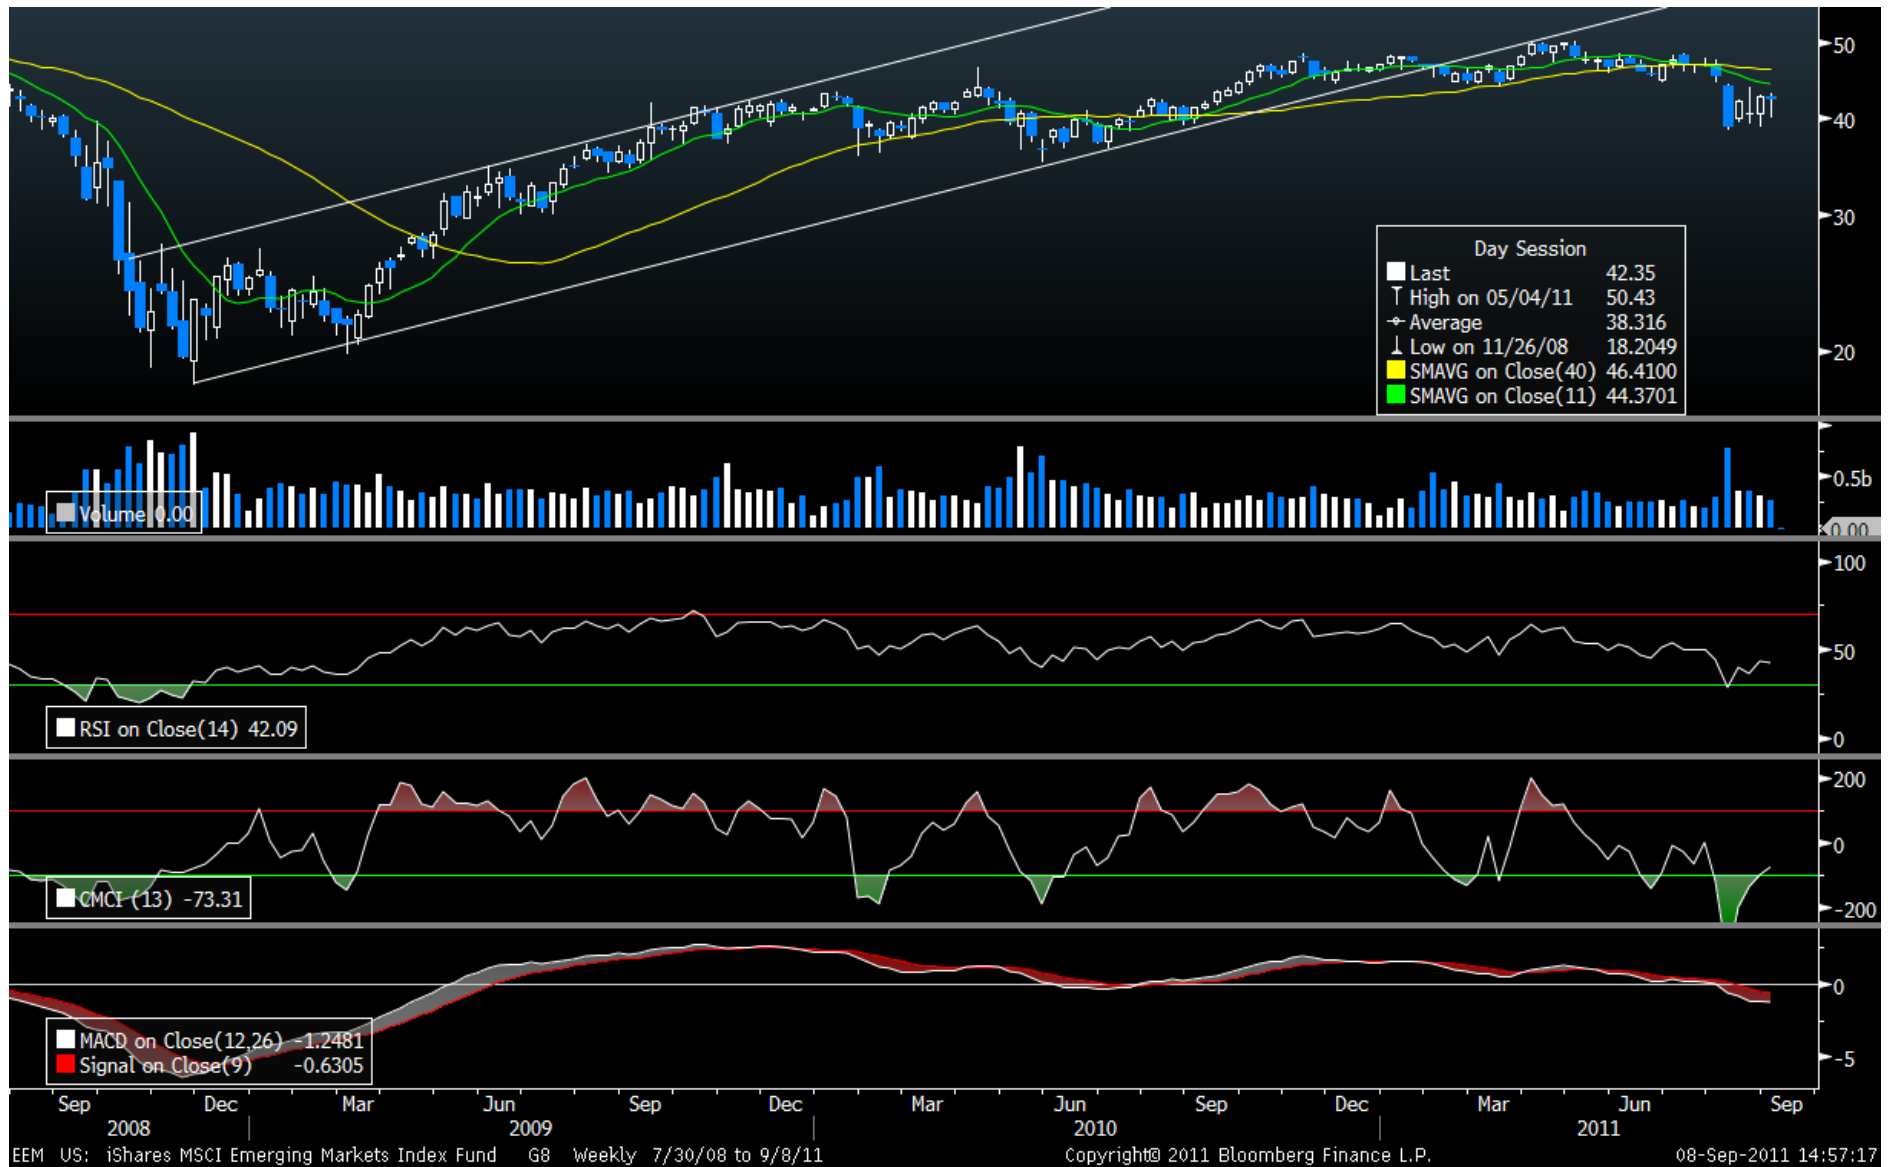 50
40
30
20
Day Session
Last 42.35
High on 05/04/11 50.43
Average 38.316
Low on 11/26/08 18.2049
SMAVG on Close(40) 46.4100
SMAVG on Close(11) 44.3701
0.5b
0.00
Volume 0.00
100
50
0
RSI on Close(14) 42.09
200
0
-200
CMCI (13) -73.31
0
-5
MACD on Close(12,26) -1.2481
Signal on Close(9) -0.6305
Sep Dec Mar Jun Sep Dec Mar Jun Sep Dec Mar Jun Sep
2008 2009 2010 2011
EEM US: iShares MSCI Emerging Markets Index Fund G8 Weekly 7/30/08 to 9/8/11 Copyright© 2011 Bloomberg Finance L.P. 08-Sep-2011 14:57:17